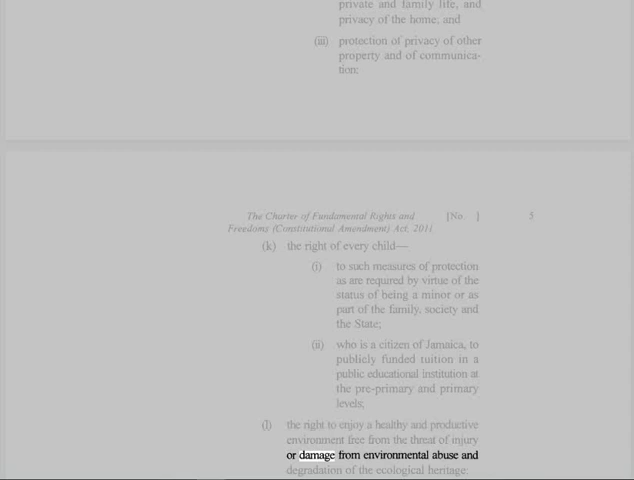 private and family life, and
privacy of the home, and
(iii) protection of privacy of other
property and of communica-
tion;
The Charter of Fundamental Rights and [No. ] 5
Freedoms (Constitutional Amendment) Act, 2011
(k) the right of every child—
(i) to such measures of protection
as are required by virtue of the
status of being a minor or as
part of the family, society and
the State;
(ii) who is a citizen of Jamaica, to
publicly funded tuition in a
public educational institution at
the pre-primary and primary
levels;
(l) the right to enjoy a healthy and productive
environment free from the threat of injury
or damage from environmental abuse and
degradation of the ecological heritage;